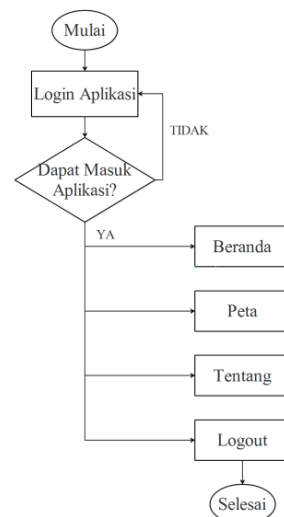 Mulai
Login Aplikasi
TIDAK
Dapat Masuk
Aplikasi?
YA
Beranda
Peta
Tentang
Logout
Selesai